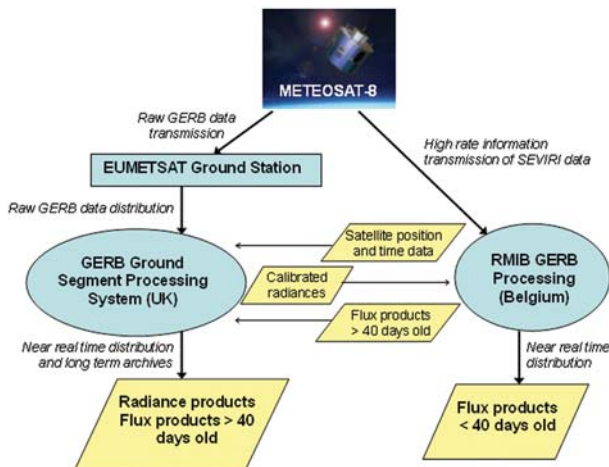 METEOSAT-8
Raw GERB data
transmission
High rate information
transmission of SEVIRI data
EUMETSAT Ground Station
Raw GERB data distribution
Satellite position
and time data
GERB Ground
Segment Processing
System (UK)
Calibrated
radiances
RMIB GERB
Processing
(Belgium)
Flux products
> 40 days old
Near real time distribution
and long term archives
Near real time
distribution
Radiance products
Flux products > 40
days old
Flux products
< 40 days old